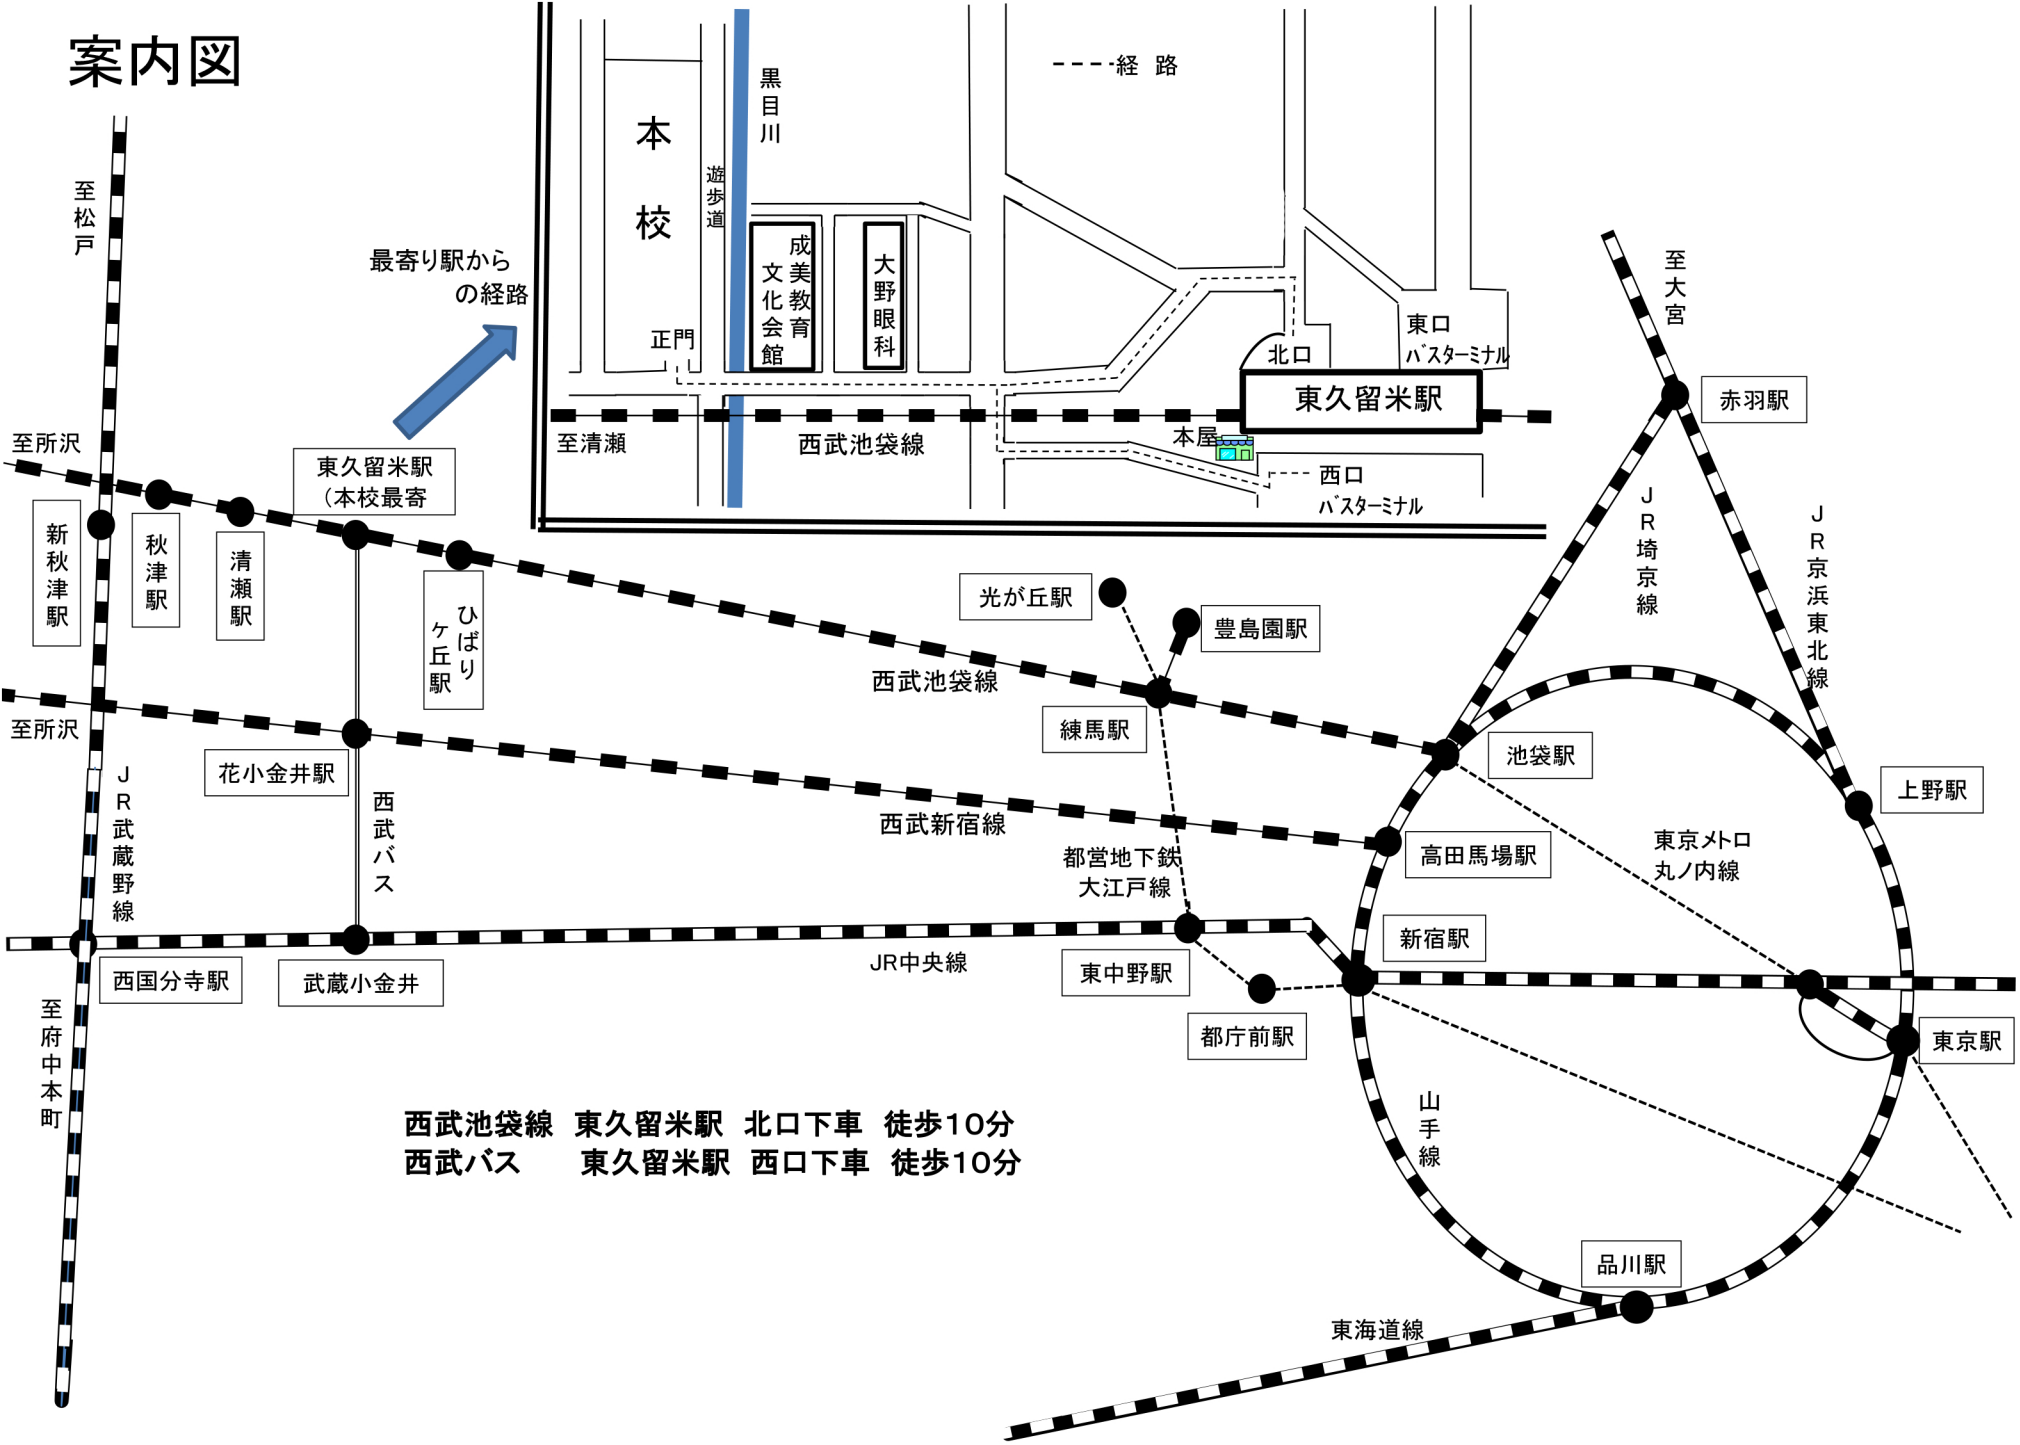 案内図
経 路
黒目川
本校
遊歩道
成美教育
文化会館
大野眼科
正門
北口
東口
バスターミナル
東久留米駅
至清瀬
西武池袋線
本屋
西口
バスターミナル
最寄り駅から
の経路
至松戸
至所沢
東久留米駅
（本校最寄
新秋津駅
秋津駅
清瀬駅
ひばり
ヶ丘駅
至所沢
花小金井駅
西武バス
JR武蔵野線
西国分寺駅
武蔵小金井
至府中本町
光が丘駅
豊島園駅
西武池袋線
練馬駅
西武新宿線
都営地下鉄
大江戸線
JR中央線
東中野駅
都庁前駅
至大宮
赤羽駅
JR埼京線
JR京浜東北線
池袋駅
上野駅
高田馬場駅
東京メトロ
丸ノ内線
新宿駅
東京駅
山手線
品川駅
東海道線
西武池袋線 東久留米駅 北口下車 徒歩10分
西武バス 東久留米駅 西口下車 徒歩10分